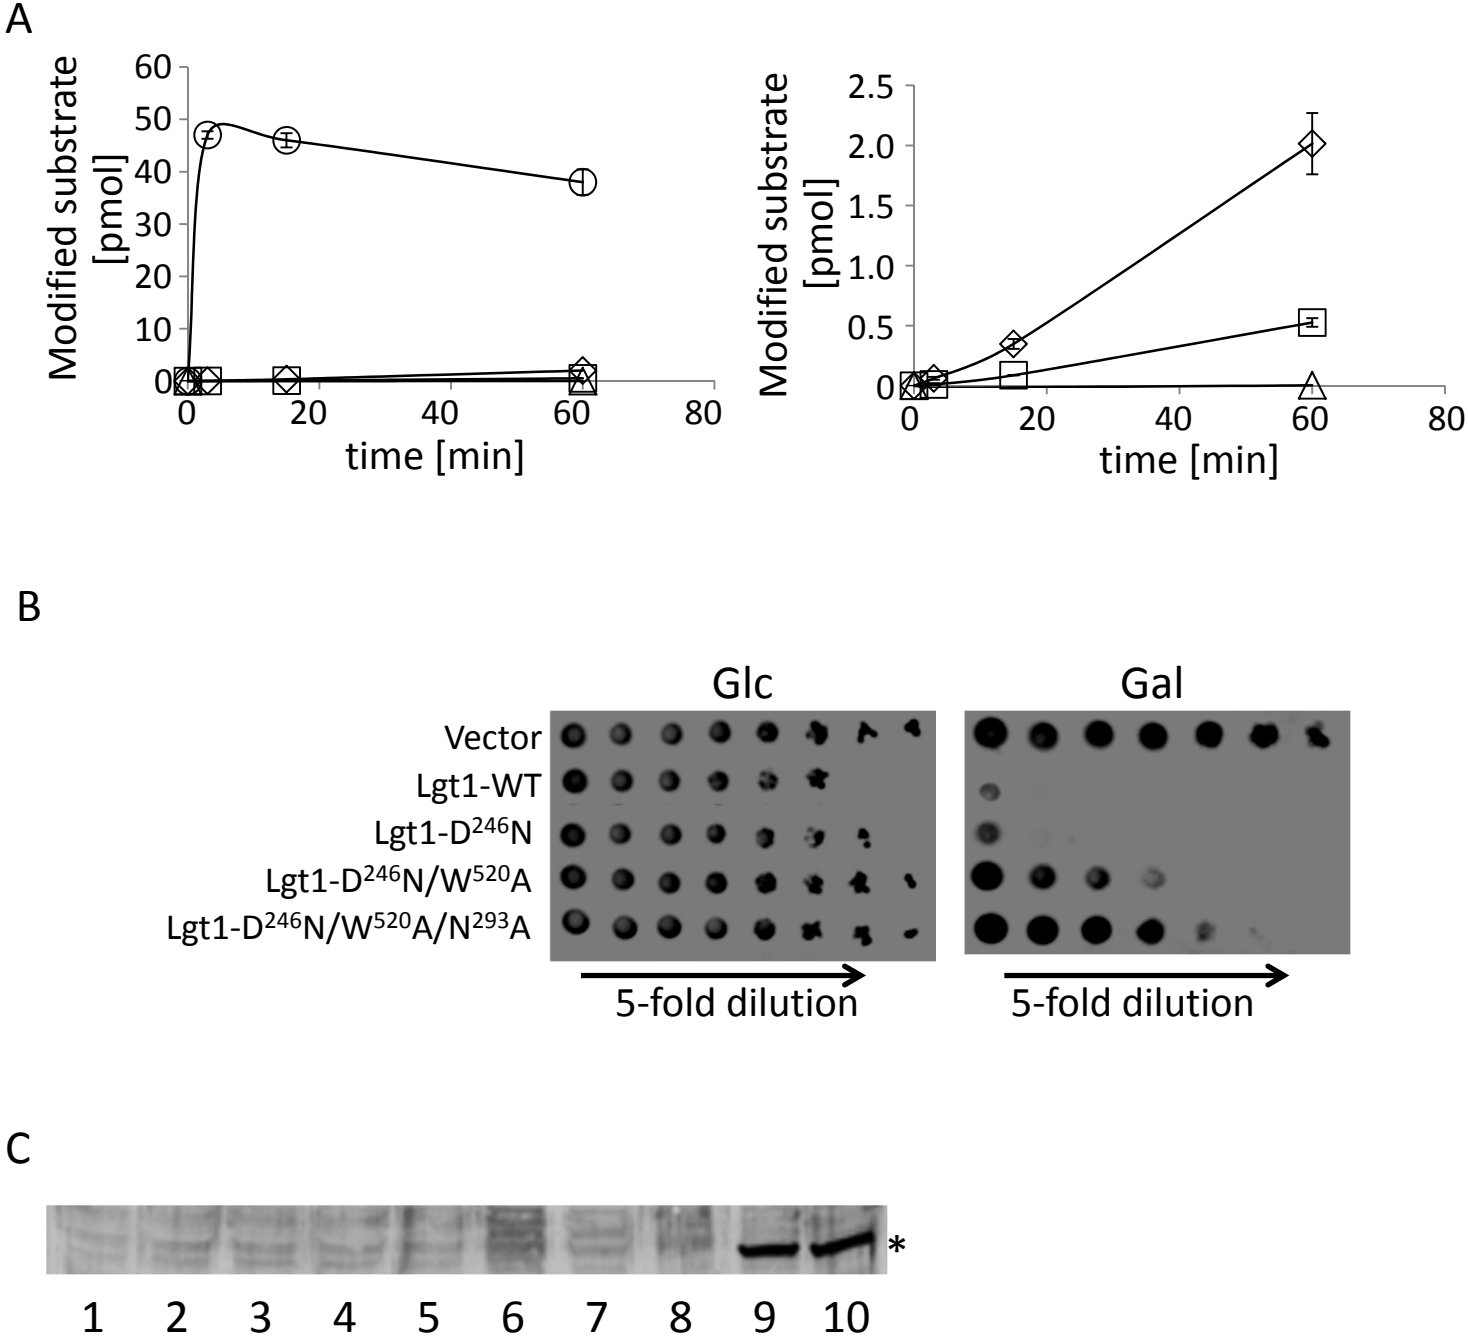 A
Modified substrate
[pmol]
60
50
40
30
20
10
0
0 20 40 60 80
time [min]
Modified substrate
[pmol]
2.5
2.0
1.5
1.0
0.5
0
0 20 40 60 80
time [min]
B
Glc Gal
Vector
Lgt1-WT
Lgt1-D²⁴⁶N
Lgt1-D²⁴⁶N/W⁵²⁰A
Lgt1-D²⁴⁶N/W⁵²⁰A/N²⁹³A
5-fold dilution 5-fold dilution
C
*
1 2 3 4 5 6 7 8 9 10